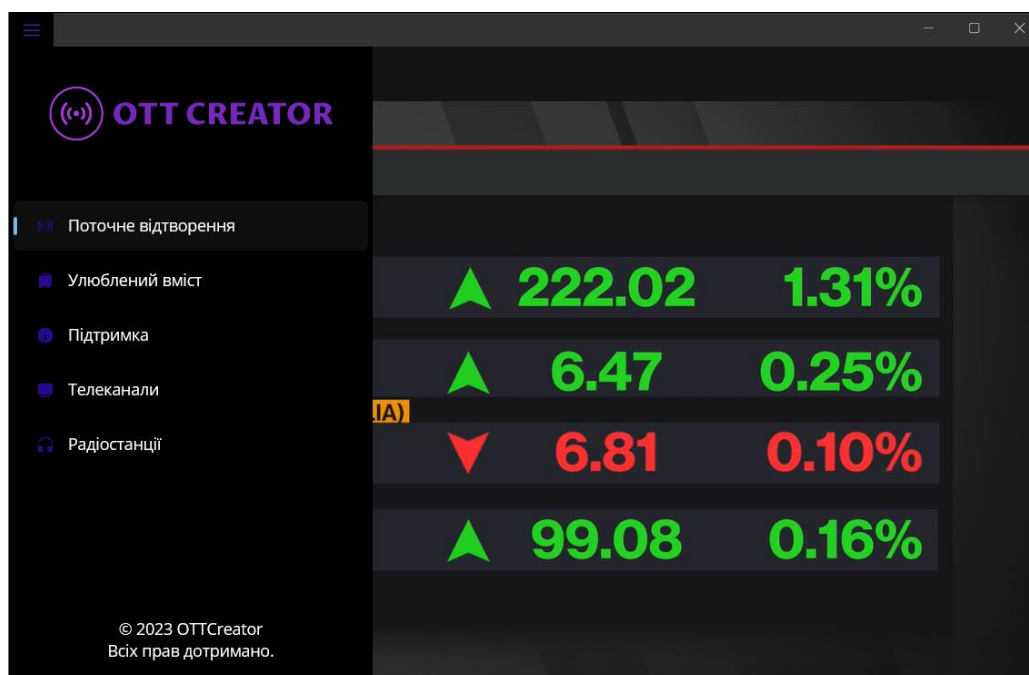 OTT CREATOR
Поточне відтворення
Улюблений вміст
Підтримка
Телеканали
Радіостанції
© 2023 OTTCreator
Всіх прав дотримано.
222.02 1.31%
6.47 0.25%
LIA)
6.81 0.10%
99.08 0.16%